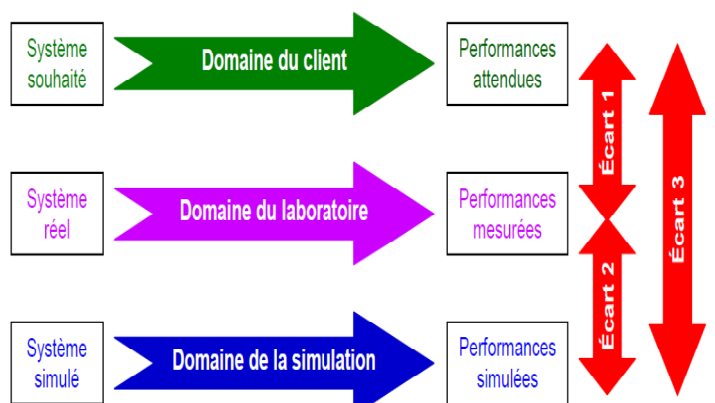 Système
souhaité
Domaine du client
Performances
attendues
Écart 1
Écart 3
Système
réel
Domaine du laboratoire
Performances
mesurées
Écart 2
Système
simulé
Domaine de la simulation
Performances
simulées